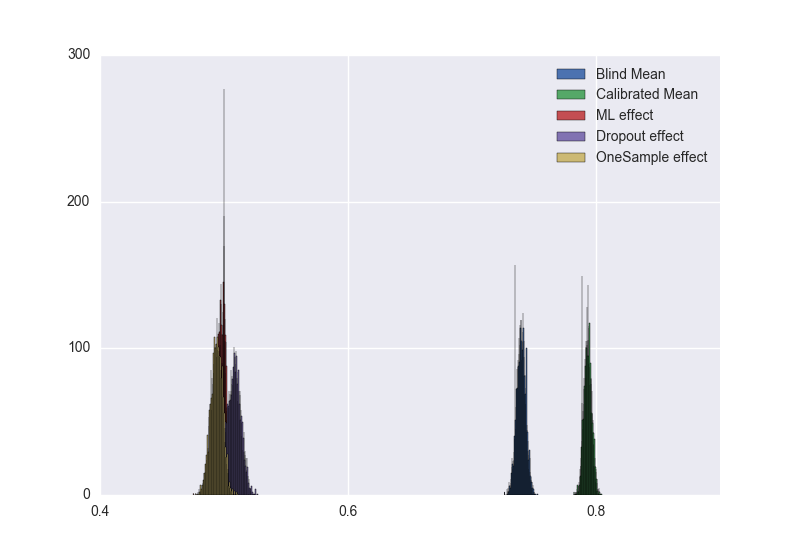 300
200
100
0
0.4
0.6
0.8
Blind Mean
Calibrated Mean
ML effect
Dropout effect
OneSample effect